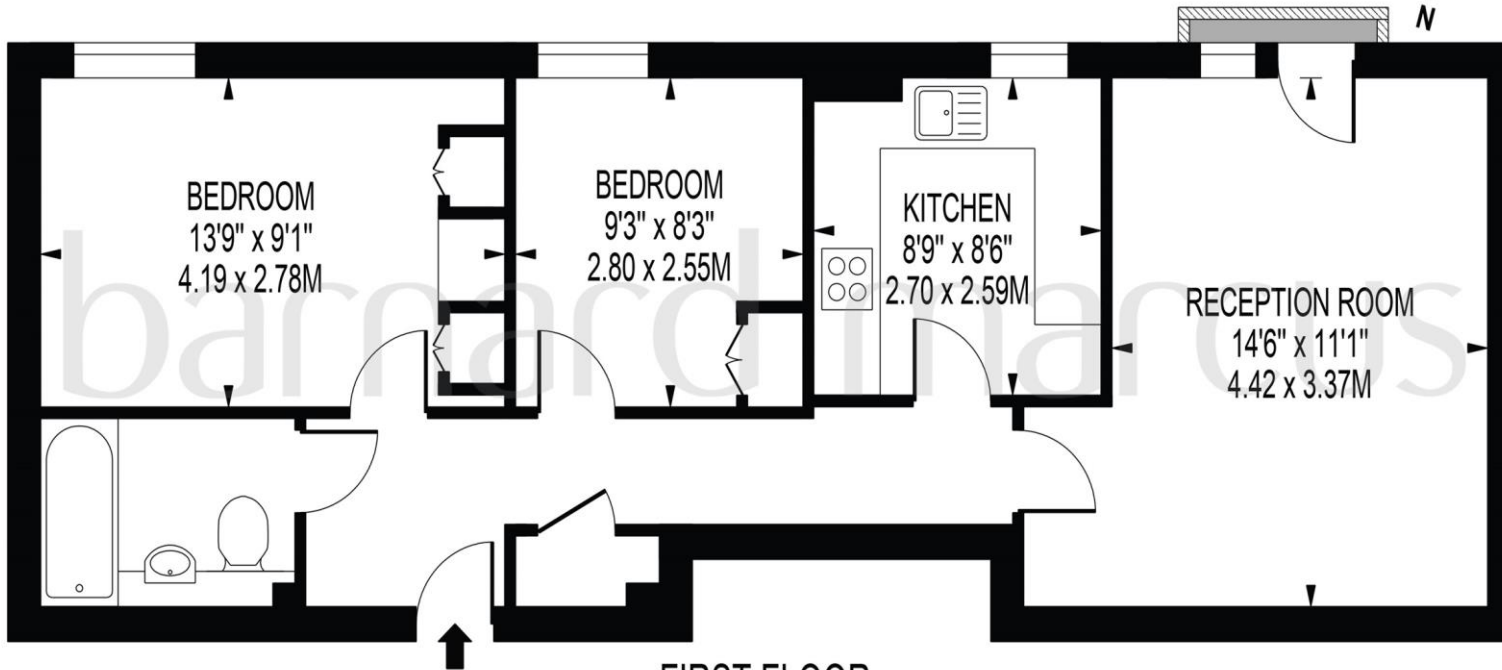 N
BEDROOM
13'9" x 9'1"
4.19 x 2.78M
BEDROOM
9'3" x 8'3"
2.80 x 2.55M
KITCHEN
8'9" x 8'6"
2.70 x 2.59M
RECEPTION ROOM
14'6" x 11'1"
4.42 x 3.37M
barnard marcus
FIRST FLOOR